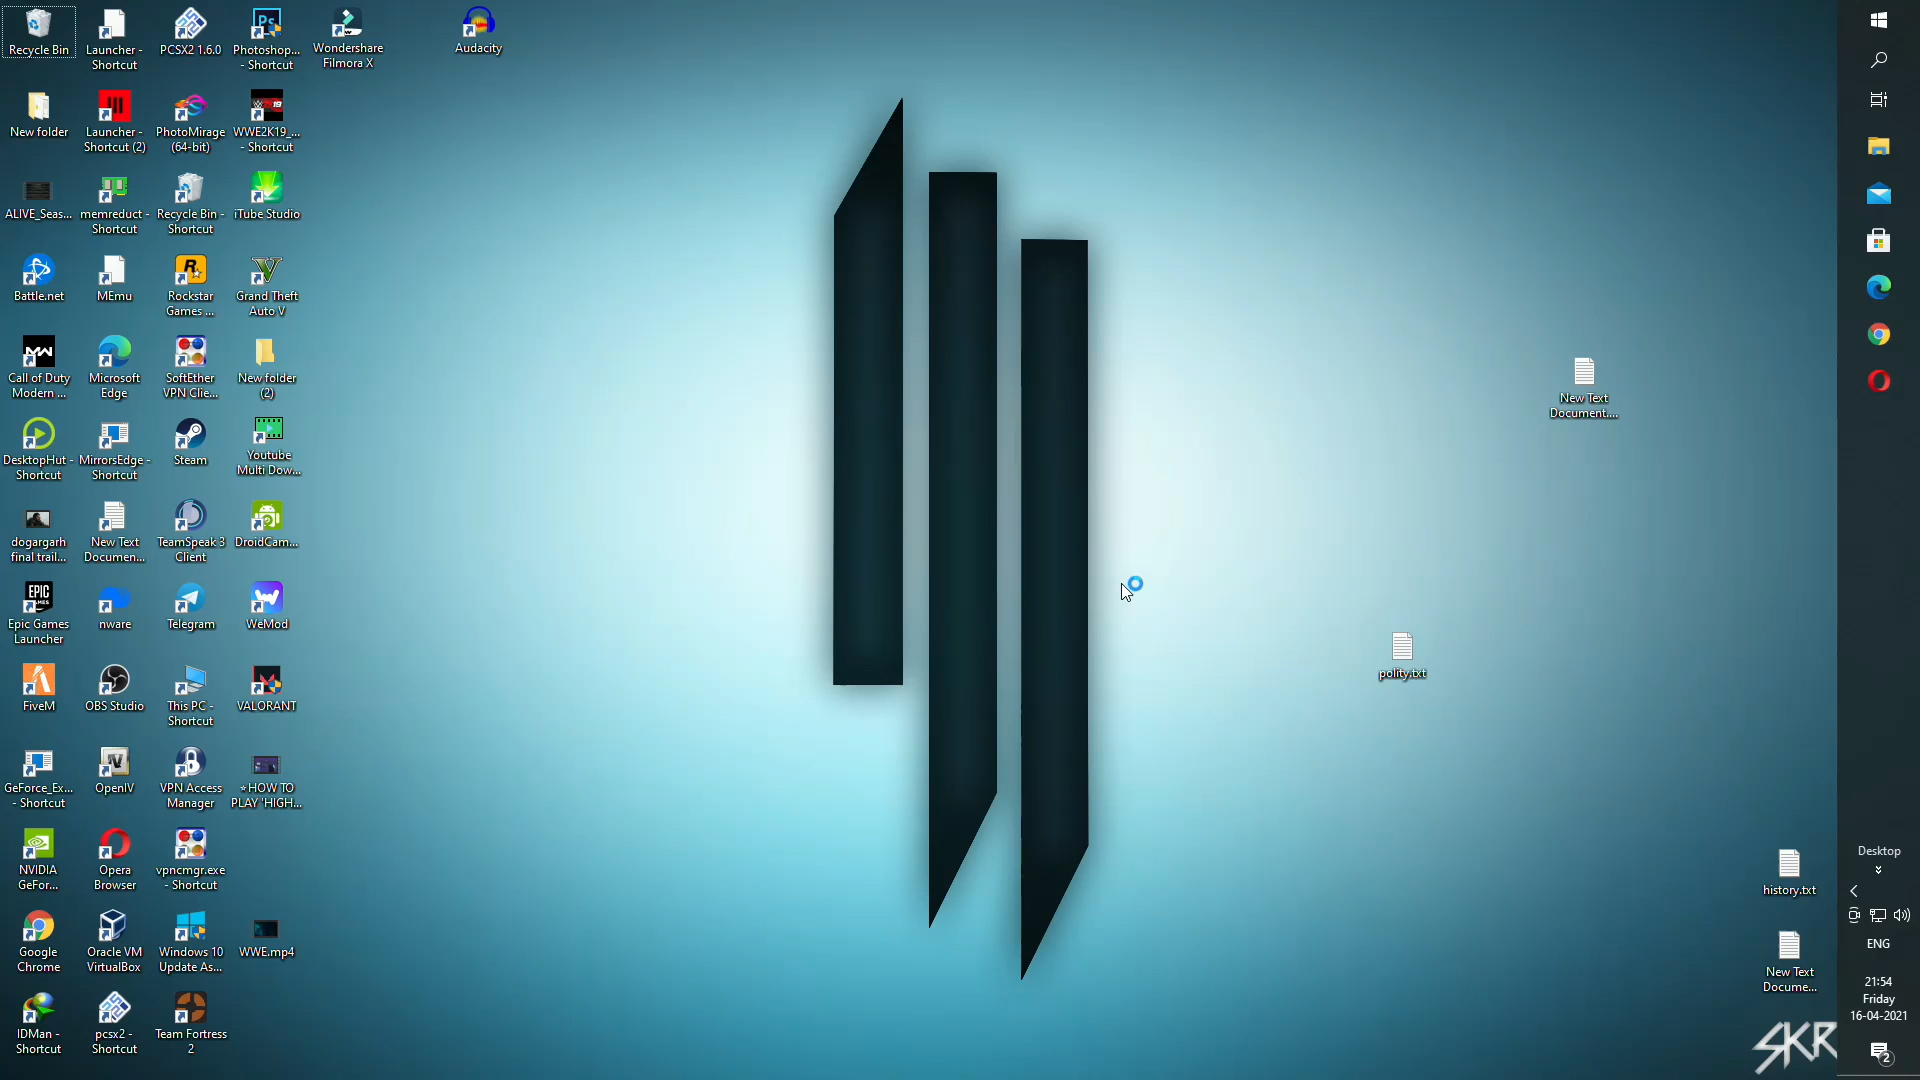 Recycle Bin
Launcher -
Shortcut
PCSX2 1.6.0
Photoshop...
- Shortcut
Wondershare
Filmora X
Audacity
New folder
Launcher -
Shortcut (2)
PhotoMirage
(64-bit)
WWE2K19_...
- Shortcut
ALIVE_Seas...
memreduct -
Shortcut
Recycle Bin -
Shortcut
iTube Studio
Battle.net
MEmu
Rockstar
Games ...
Grand Theft
Auto V
Call of Duty
Modern ...
Microsoft
Edge
SoftEther
VPN Clie...
New folder
(2)
DesktopHut -
Shortcut
MirrorsEdge -
Shortcut
Steam
Youtube
Multi Dow...
dogargarh
final trail...
New Text
Documen...
TeamSpeak 3
Client
DroidCam...
Epic Games
Launcher
nware
Telegram
WeMod
FiveM
OBS Studio
This PC -
Shortcut
VALORANT
GeForce_Ex...
- Shortcut
OpenIV
VPN Access
Manager
⭐HOW TO
PLAY 'HIGH...
NVIDIA
GeFor...
Opera
Browser
vpncmgr.exe
- Shortcut
Google
Chrome
Oracle VM
VirtualBox
Windows 10
Update As...
WWE.mp4
IDMan -
Shortcut
pcsx2 -
Shortcut
Team Fortress
2
New Text
Document....
polity.txt
history.txt
New Text
Docume...
Desktop
ENG
21:54
Friday
16-04-2021
2
SKR